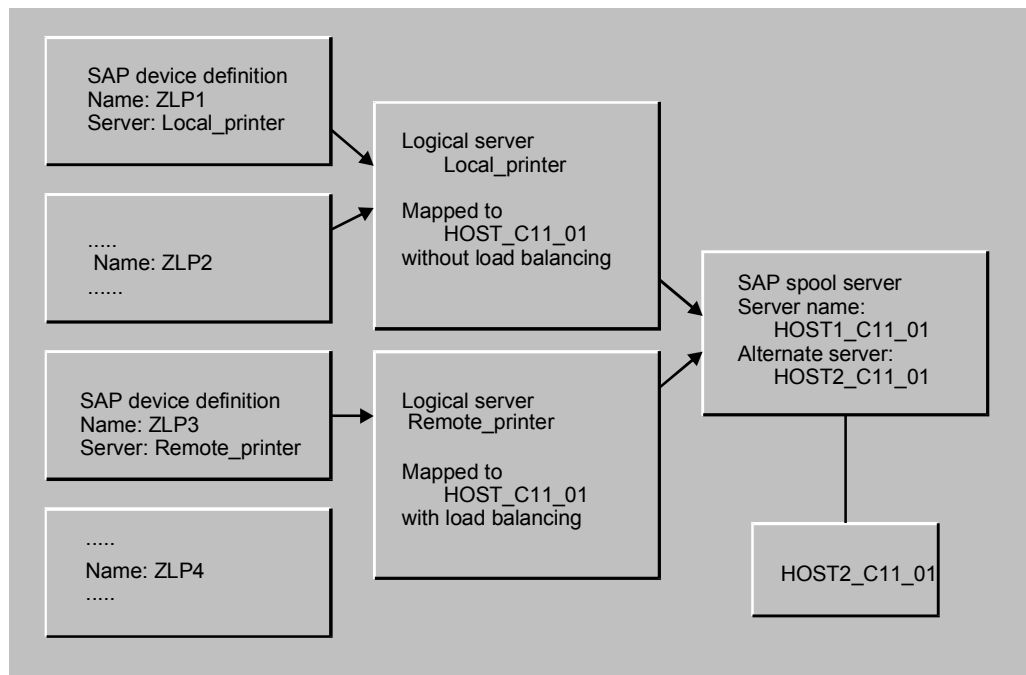 SAP device definition
Name: ZLP1
Server: Local_printer
.....
Name: ZLP2
......
SAP device definition
Name: ZLP3
Server: Remote_printer
.....
Name: ZLP4
.....
Logical server
Local_printer
Mapped to
HOST_C11_01
without load balancing
Logical server
Remote_printer
Mapped to
HOST_C11_01
with load balancing
SAP spool server
Server name:
HOST1_C11_01
Alternate server:
HOST2_C11_01
HOST2_C11_01